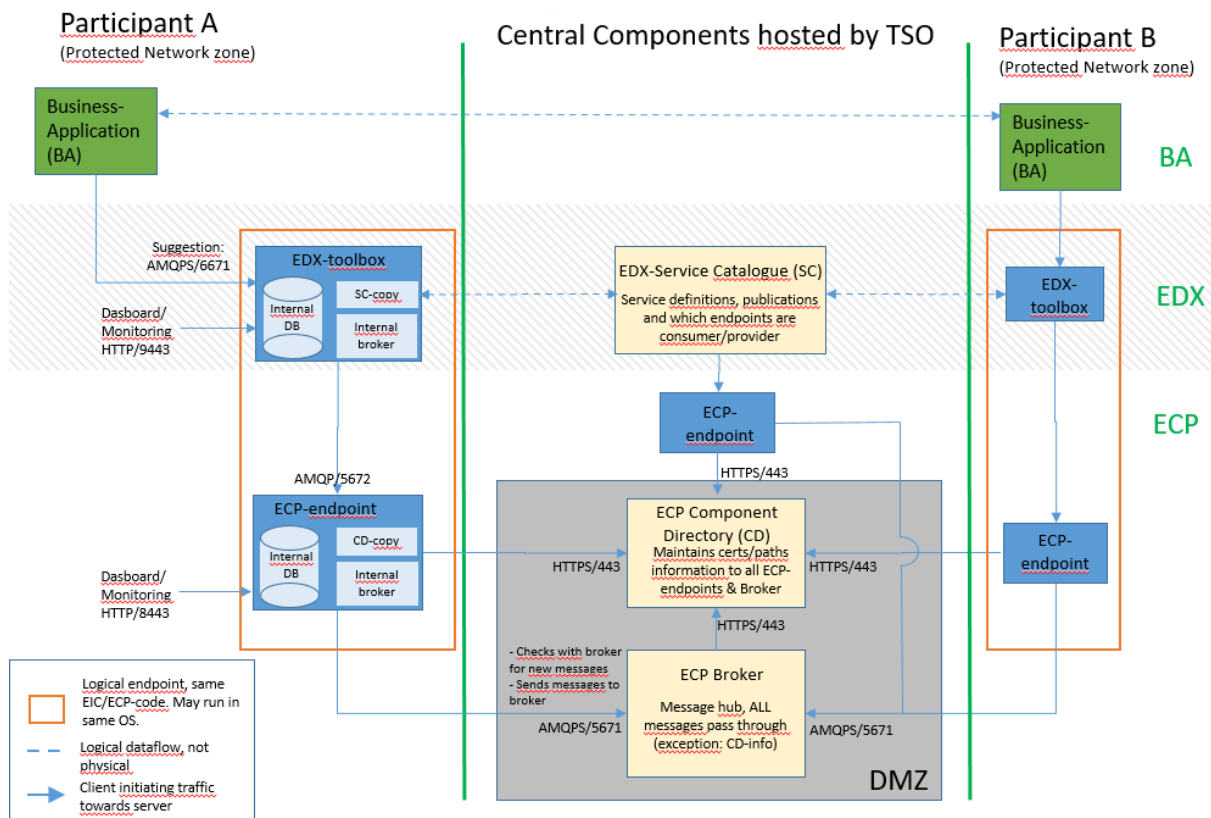 Participant A
(Protected Network zone)
Central Components hosted by TSO
Participant B
(Protected Network zone)
Business-
Application
(BA)
Business-
Application
(BA)
BA
Suggestion:
AMQPS/6671
EDX-toolbox
Internal
DB
SC-copy
Internal
broker
Dasboard/
Monitoring
HTTP/9443
EDX-Service Catalogue (SC)
Service definitions, publications
and which endpoints are
consumer/provider
EDX-
toolbox
EDX
ECP-
endpoint
ECP
AMQP/5672
HTTPS/443
ECP-endpoint
Internal
DB
CD-copy
Internal
broker
Dasboard/
Monitoring
HTTP/8443
HTTPS/443
ECP Component
Directory (CD)
Maintains certs/paths
information to all ECP-
endpoints & Broker
HTTPS/443
ECP-
endpoint
HTTPS/443
- Checks with broker
for new messages
- Sends messages to
broker
AMQPS/5671
ECP Broker
Message hub, ALL
messages pass through
(exception: CD-info)
AMQPS/5671
DMZ
Logical endpoint, same
EIC/ECP-code. May run in
same OS.
Logical dataflow, not
physical
Client initiating traffic
towards server